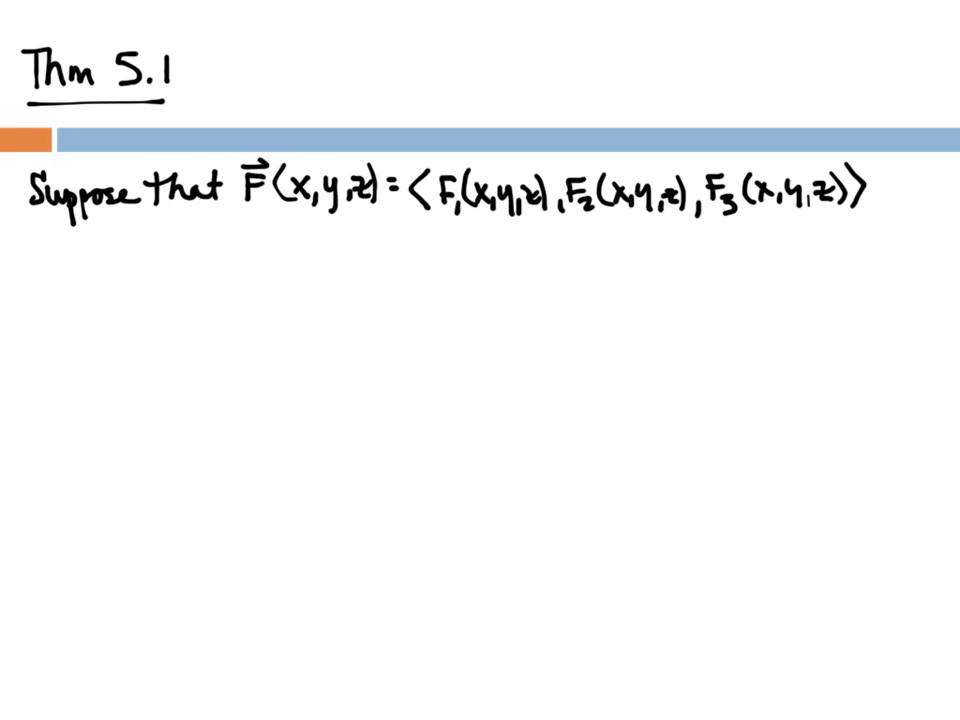 Thm 5.1
Suppose that F⃗(x,y,z)=⟨F₁(x,y,z),F₂(x,y,z),F₃(x,y,z)⟩